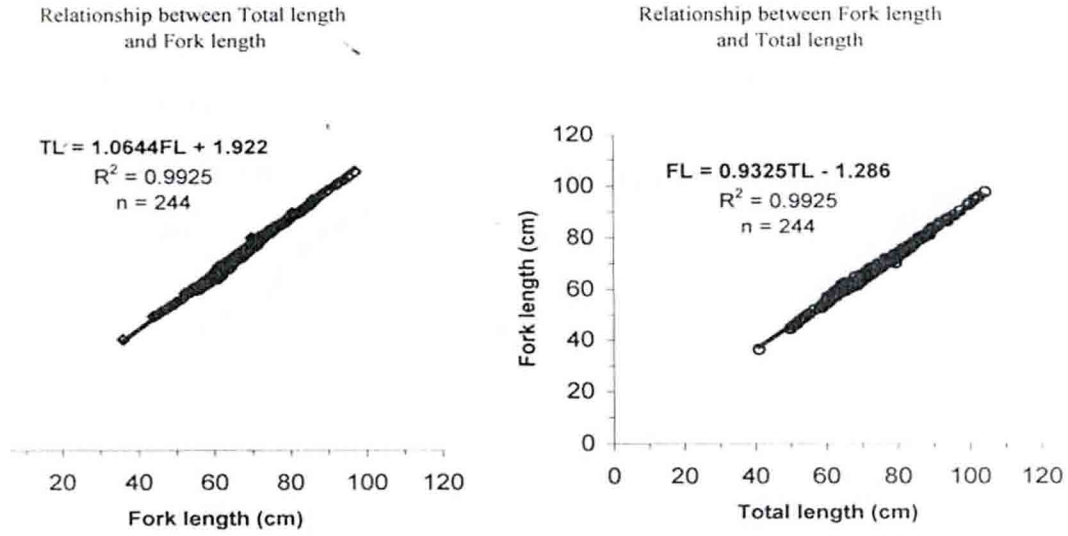 Relationship between Total length
and Fork length
TL = 1.0644FL + 1.922
R² = 0.9925
n = 244
20 40 60 80 100 120
Fork length (cm)
Relationship between Fork length
and Total length
FL = 0.9325TL - 1.286
R² = 0.9925
n = 244
Fork length (cm)
120
100
80
60
40
20
0
0 20 40 60 80 100 120
Total length (cm)